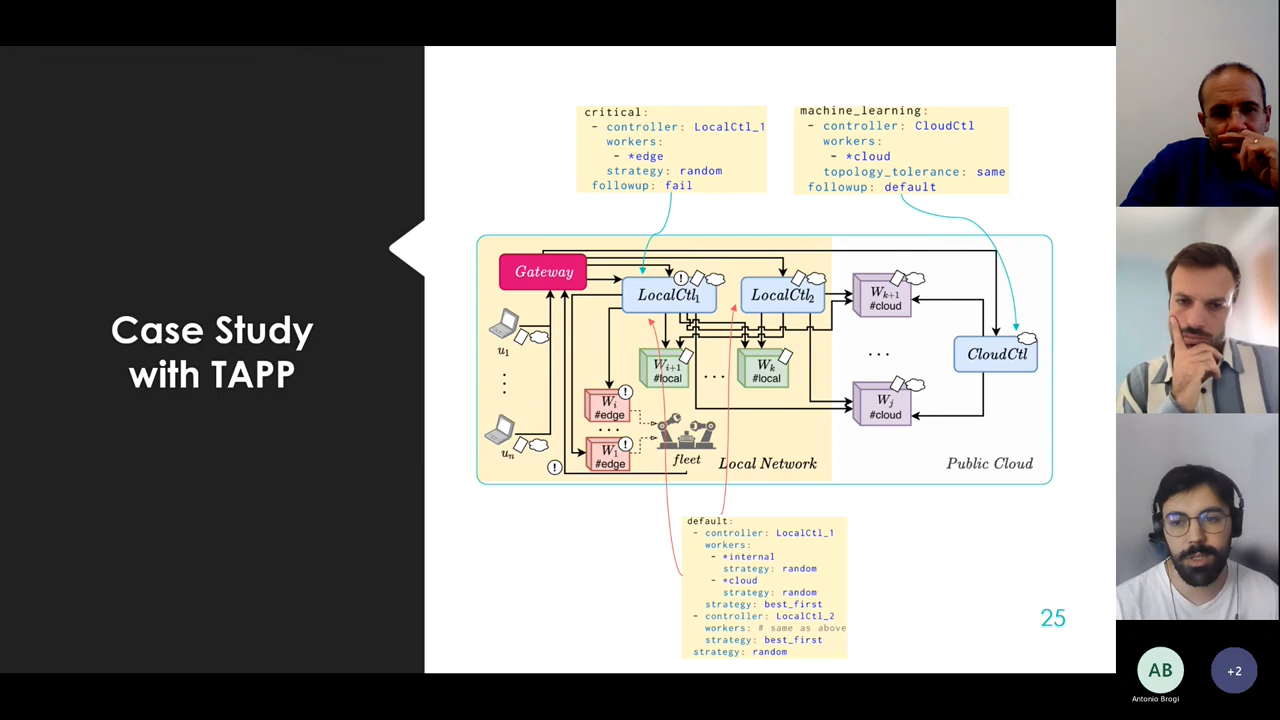 Case Study
with TAPP
critical:
- controller: LocalCtl_1
workers:
- *edge
strategy: random
followup: fail
machine_learning:
- controller: CloudCtl
workers:
- *cloud
topology_tolerance: same
followup: default
Gateway
LocalCtl1
LocalCtl2
Wk+1
#cloud
u1
Wi+1
#local
...
Wk
#local
...
CloudCtl
Wi
#edge
...
Wj
#cloud
un
W1
#edge
fleet
Local Network
Public Cloud
default:
- controller: LocalCtl_1
workers:
- *internal
strategy: random
- *cloud
strategy: random
strategy: best_first
- controller: LocalCtl_2
workers: # same as above
strategy: best_first
strategy: random
25
AB
Antonio Brogi
+2